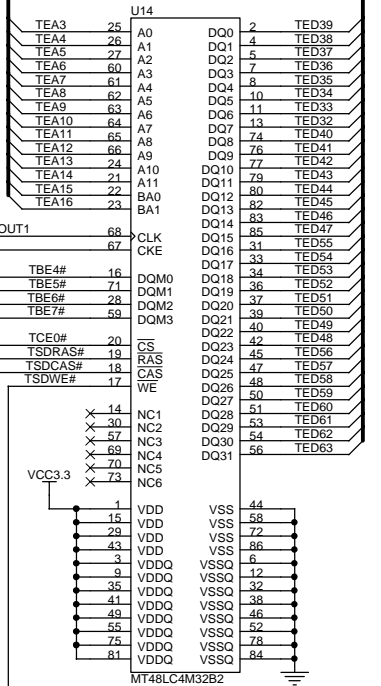 U14
TEA3 25 A0 DQ0 2 TED39
TEA4 26 A1 DQ1 4 TED38
TEA5 27 A2 DQ2 5 TED37
TEA6 60 A3 DQ3 7 TED36
TEA7 61 A4 DQ4 8 TED35
TEA8 62 A5 DQ5 10 TED34
TEA9 63 A6 DQ6 11 TED33
TEA10 64 A7 DQ7 13 TED32
TEA11 65 A8 DQ8 74 TED40
TEA12 66 A9 DQ9 76 TED41
TEA13 24 A10 DQ10 77 TED42
TEA14 21 A11 DQ11 79 TED43
TEA15 22 BA0 DQ12 80 TED44
TEA16 23 BA1 DQ13 82 TED45
DQ14 83 TED46
OUT1 68 CLK DQ15 85 TED47
67 CKE DQ16 31 TED55
DQ17 33 TED54
TBE4# 16 DQM0 DQ18 34 TED53
TBE5# 71 DQM1 DQ19 36 TED52
TBE6# 28 DQM2 DQ20 37 TED51
TBE7# 59 DQM3 DQ21 39 TED50
DQ22 40 TED49
TCE0# 20 CS DQ23 42 TED48
TSDRAS# 19 RAS DQ24 45 TED56
TSDCAS# 18 CAS DQ25 47 TED57
TSDWE# 17 WE DQ26 48 TED58
DQ27 50 TED59
14 NC1 DQ28 51 TED60
30 NC2 DQ29 53 TED61
57 NC3 DQ30 54 TED62
69 NC4 DQ31 56 TED63
70 NC5
VCC3.3 73 NC6
1 VDD VSS 44
15 VDD VSS 58
29 VDD VSS 72
43 VDD VSS 86
3 VDDQ VSSQ 6
9 VDDQ VSSQ 12
35 VDDQ VSSQ 32
41 VDDQ VSSQ 38
49 VDDQ VSSQ 46
55 VDDQ VSSQ 52
75 VDDQ VSSQ 78
81 VDDQ VSSQ 84
MT48LC4M32B2